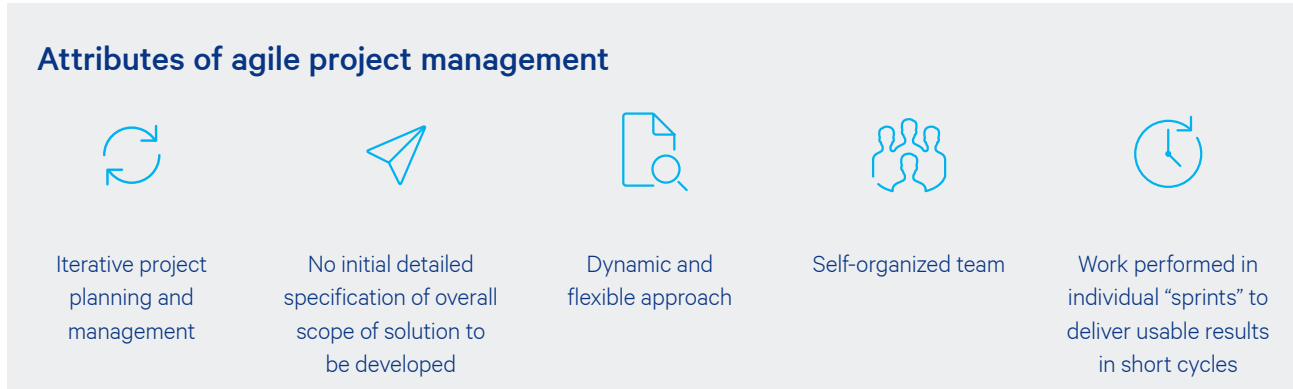 Attributes of agile project management
Iterative project
planning and
management
No initial detailed
specification of overall
scope of solution to
be developed
Dynamic and
flexible approach
Self-organized team
Work performed in
individual “sprints” to
deliver usable results
in short cycles